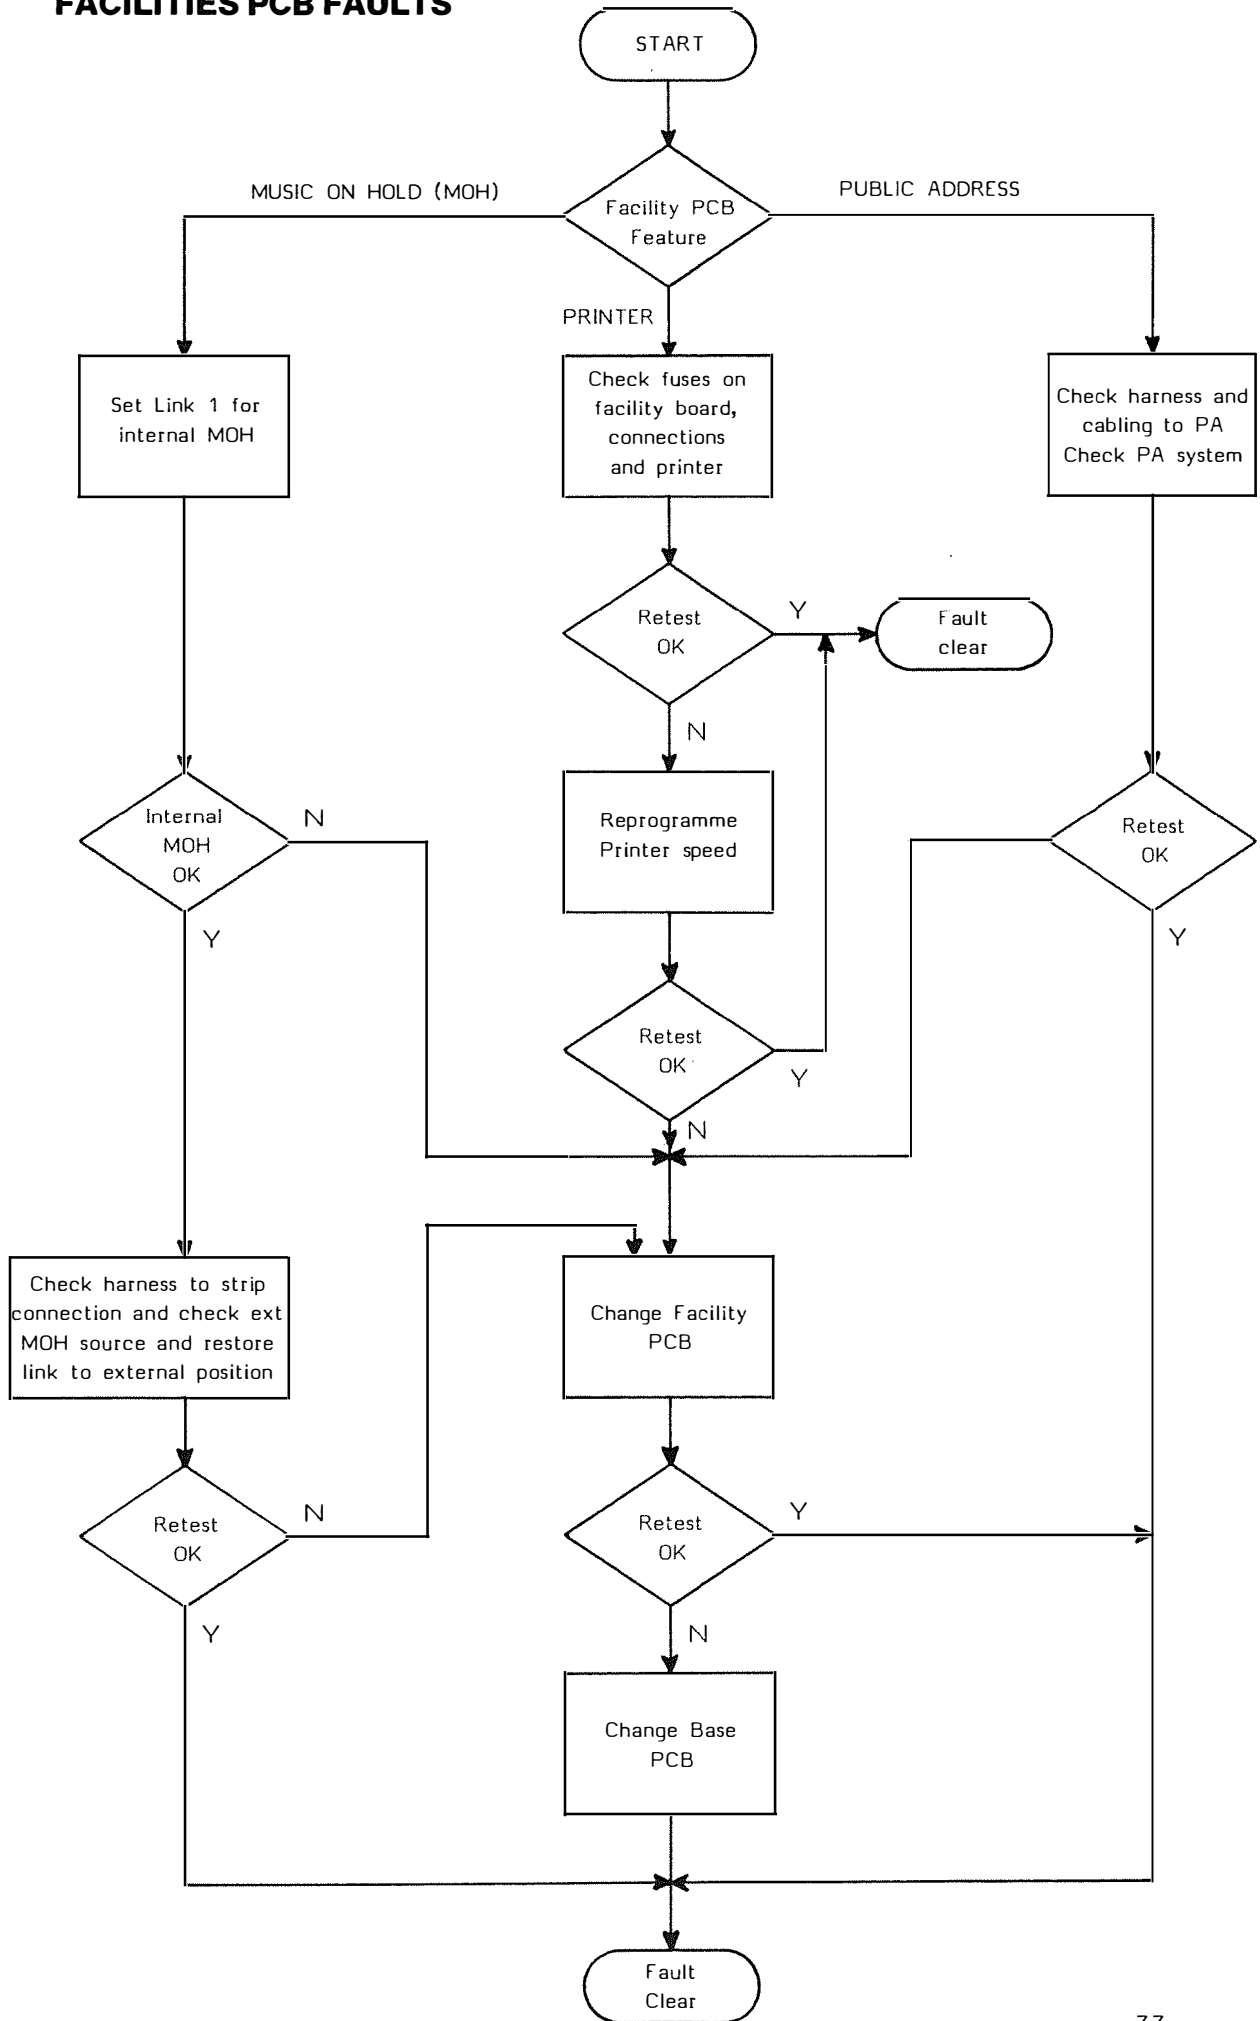 FACILITIES PCB FAULTS
START
MUSIC ON HOLD (MOH)
PUBLIC ADDRESS
Facility PCB
Feature
PRINTER
Set Link 1 for
internal MOH
Check fuses on
facility board,
connections
and printer
Check harness and
cabling to PA
Check PA system
Retest
OK
Y
Fault
clear
N
Internal
MOH
OK
N
Y
Reprogramme
Printer speed
Retest
OK
Y
Retest
OK
Y
N
Check harness to strip
connection and check ext
MOH source and restore
link to external position
Change Facility
PCB
Retest
OK
N
Y
Retest
OK
Y
N
Change Base
PCB
Fault
Clear